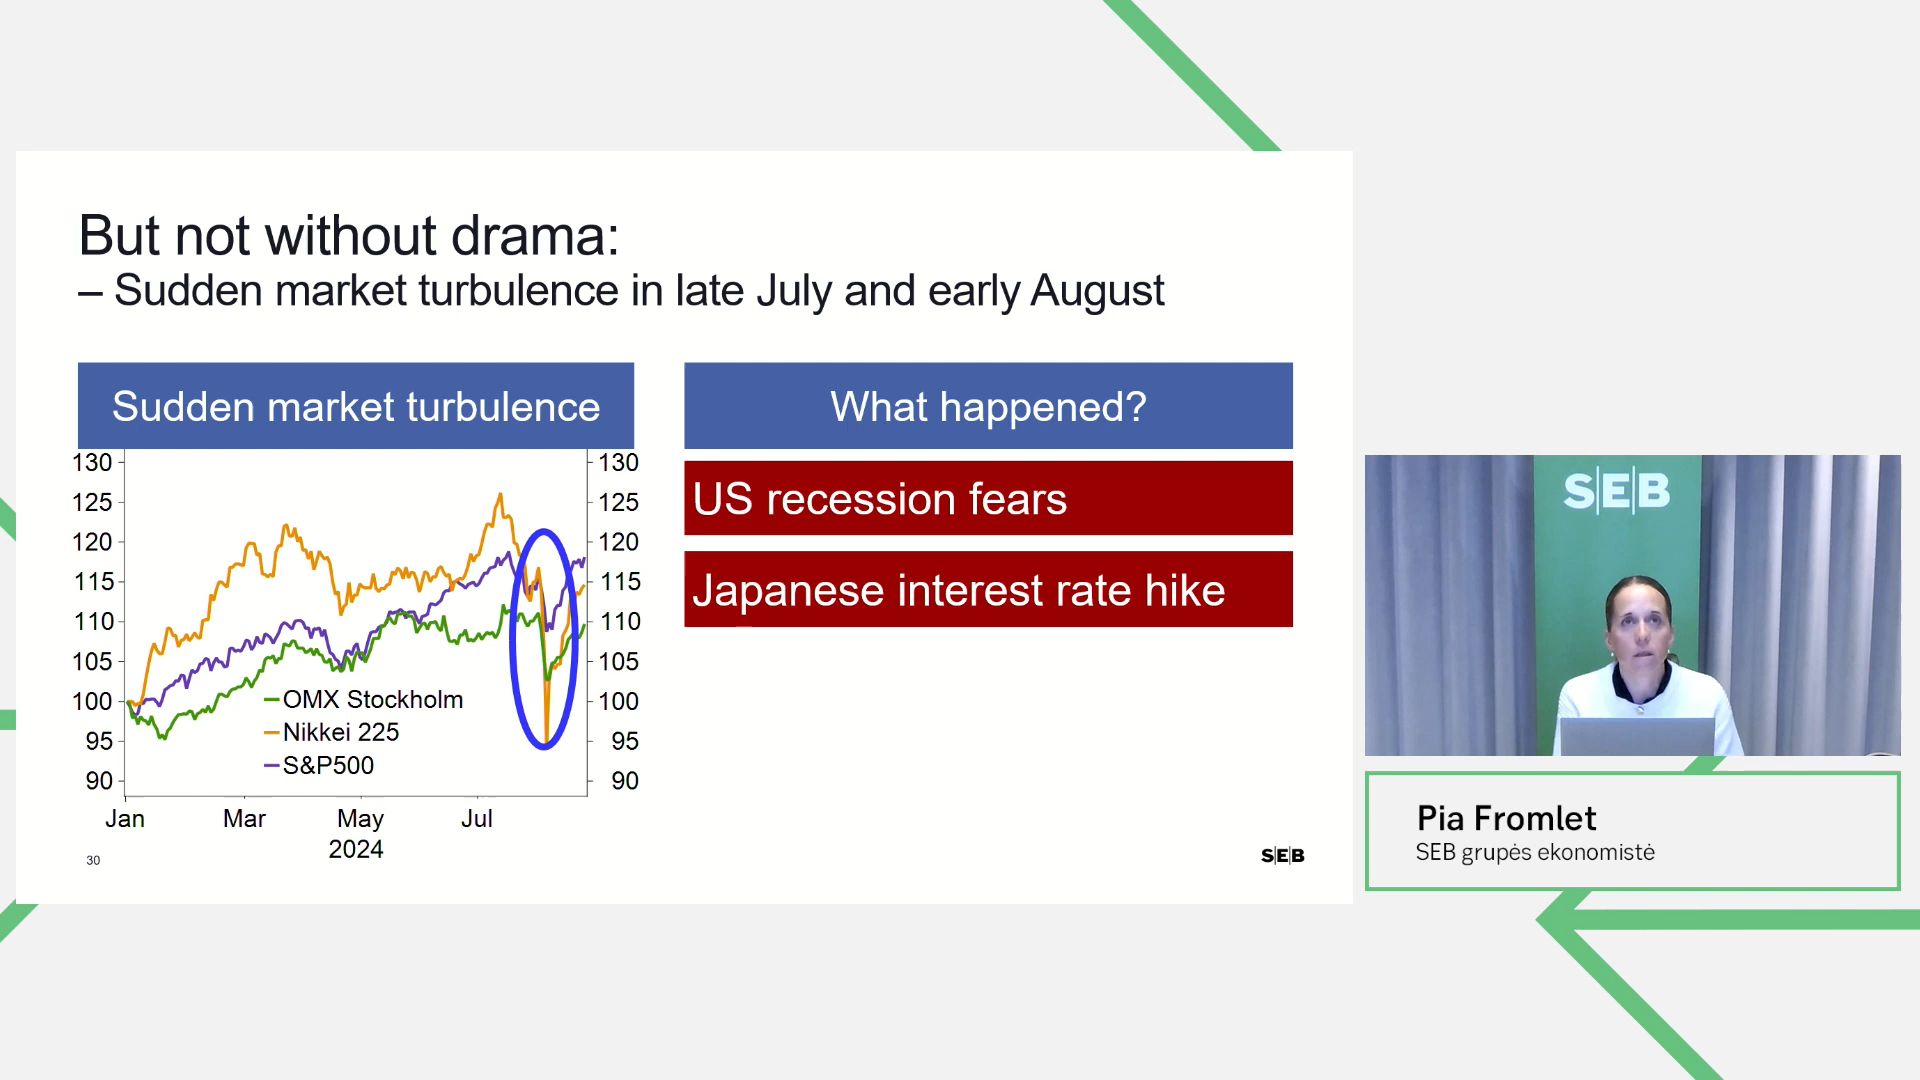 But not without drama:
– Sudden market turbulence in late July and early August
Sudden market turbulence
130
125
120
115
110
105
100
95
90
130
125
120
115
110
105
100
95
90
OMX Stockholm
Nikkei 225
S&P500
Jan Mar May Jul
2024
What happened?
US recession fears
Japanese interest rate hike
30
S|E|B
S|E|B
Pia Fromlet
SEB grupės ekonomistė